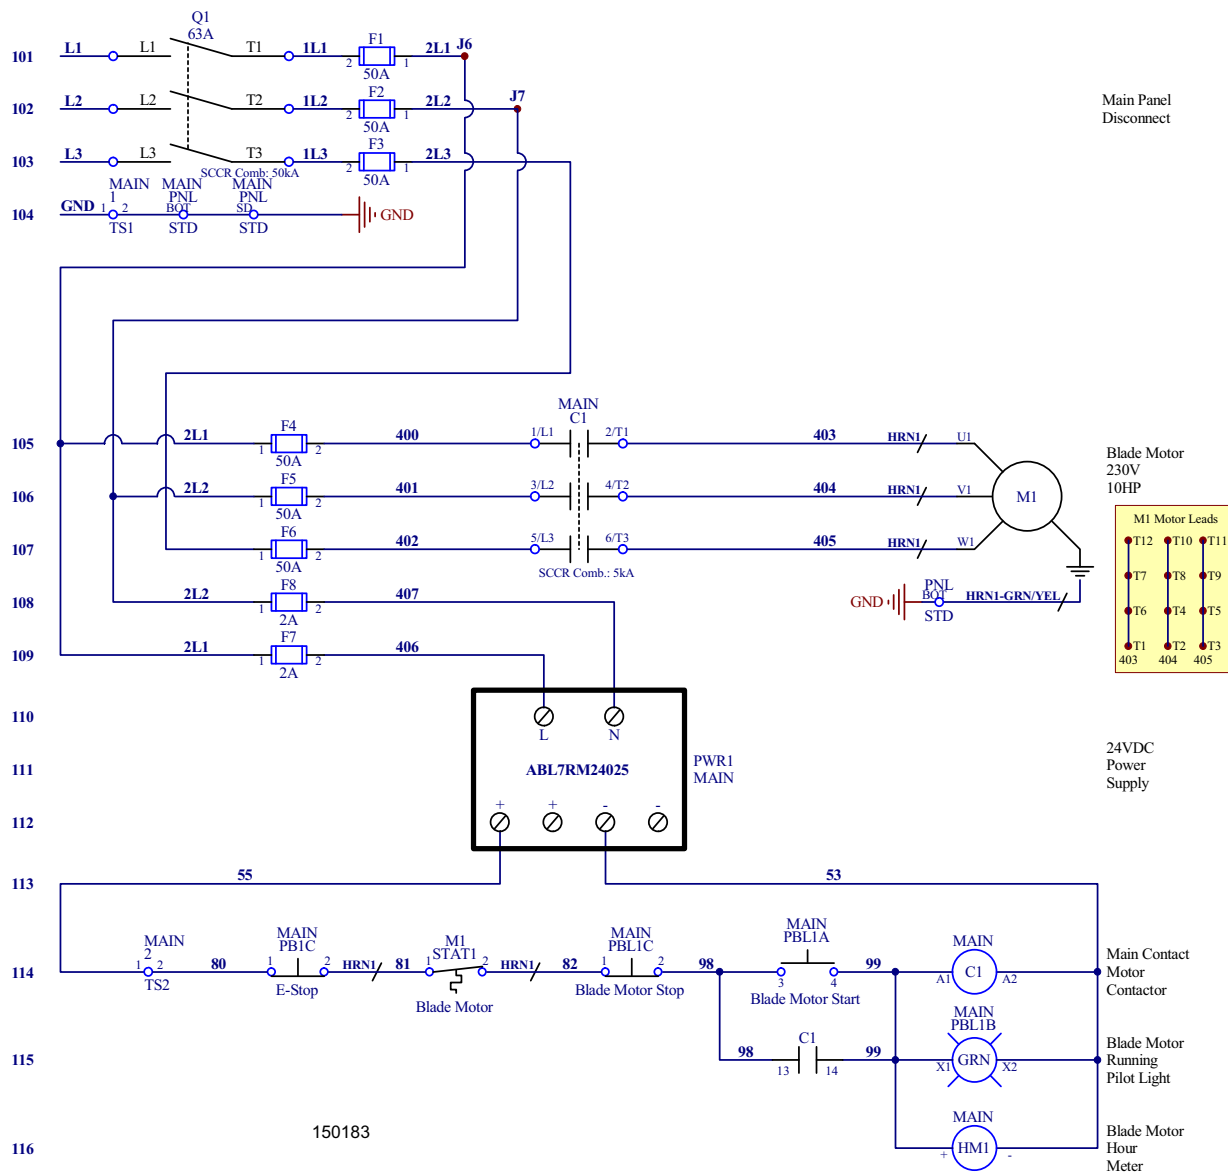 Q1
63A
101 L1 L1 T1 1L1 2 F1 1 2L1 J6
50A
102 L2 L2 T2 1L2 2 F2 1 2L2 J7
50A
Main Panel
Disconnect
103 L3 L3 T3 1L3 2 F3 1 2L3
SCCR Comb: 50kA 50A
MAIN MAIN MAIN
1 PNL PNL
104 GND 1 2 BOT SD GND
TS1 STD STD
MAIN
C1
105 2L1 1 F4 2 400 1/L1 2/T1 403 HRN1 U1
50A
Blade Motor
230V
10HP
106 2L2 1 F5 2 401 3/L2 4/T2 404 HRN1 V1 M1
50A
107 1 F6 2 402 5/L3 6/T3 405 HRN1 W1
50A
SCCR Comb.: 5kA
M1 Motor Leads
T12 T10 T11
T7 T8 T9
T6 T4 T5
T1 T2 T3
403 404 405
108 2L2 1 F8 2 407
2A
GND PNL BOT STD HRN1-GRN/YEL
109 2L1 1 F7 2 406
2A
110 L N
111 ABL7RM24025
PWR1
MAIN
24VDC
Power
Supply
112 + + - -
113 55 53
MAIN MAIN M1 MAIN MAIN MAIN
2 PB1C STAT1 PBL1C PBL1A
114 1 2 80 1 2 HRN1 81 1 2 HRN1 82 1 2 98 3 4 99 A1 C1 A2
TS2 E-Stop Blade Motor Blade Motor Stop Blade Motor Start
Main Contact
Motor
Contactor
MAIN
PBL1B
115 98 13 C1 14 99 X1 GRN X2
Blade Motor
Running
Pilot Light
150183
MAIN
116 + HM1 -
Blade Motor
Hour
Meter